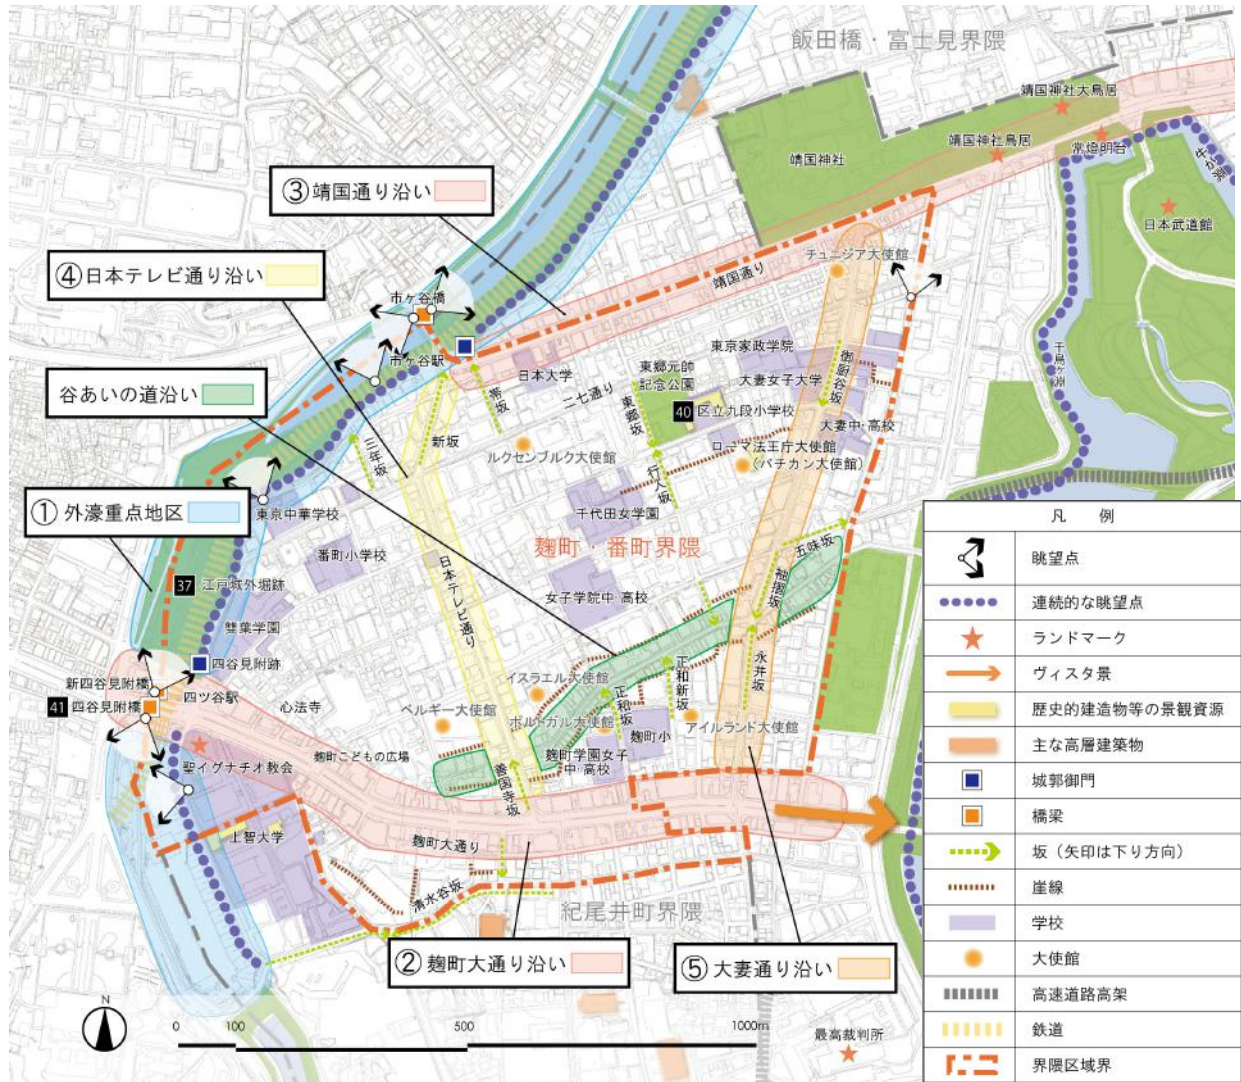 飯田橋・富士見界隈
靖国神社大鳥居
靖国神社鳥居
常燈明台
牛が淵
靖国神社
日本武道館
③靖国通り沿い
チュニジア大使館
靖国通り
④日本テレビ通り沿い
市ヶ谷橋
市ヶ谷駅
千鳥ヶ淵
東京家政学院
御厩谷坂
日本大学
東郷元帥
記念公園
大妻女子大学
谷あいの道沿い
帯坂
二七通り
東郷坂
40 区立九段小学校
大妻中・高校
三年坂
新坂
ルクセンブルク大使館
ローマ法王庁大使館
(バチカン大使館)
行人坂
①外濠重点地区
東京中華学校
千代田女学園
番町小学校
麹町・番町界隈
五味坂
37 江戸城外堀跡
日本テレビ通り
女子学院中・高校
袖摺坂
雙葉学園
四谷見附跡
新四谷見附橋
四ツ谷駅
41 四谷見附橋
心法寺
イスラエル大使館
正和新坂
永井坂
ベルギー大使館
ポルトガル大使館
正和坂
アイルランド大使館
麹町小
聖イグナチオ教会
麹町こどもの広場
麹町学園女子
中・高校
善国寺坂
上智大学
麹町大通り
清水谷坂
紀尾井町界隈
②麹町大通り沿い
⑤大妻通り沿い
N
0 100 500 1000m
最高裁判所
凡 例
眺望点
連続的な眺望点
ランドマーク
ヴィスタ景
歴史的建造物等の景観資源
主な高層建築物
城郭御門
橋梁
坂(矢印は下り方向)
崖線
学校
大使館
高速道路高架
鉄道
界隈区域界